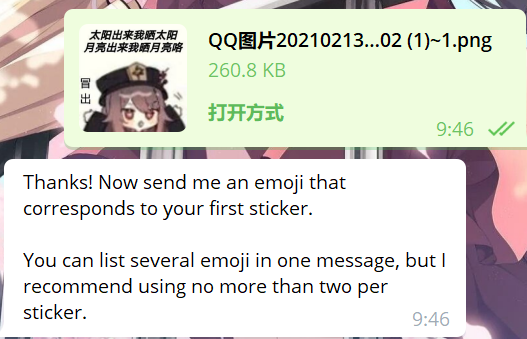 太阳出来我晒太阳
月亮出来我晒月亮咯
冒
出
QQ图片20210213...02 (1)~1.png
260.8 KB
打开方式
9:46
Thanks! Now send me an emoji that
corresponds to your first sticker.
You can list several emoji in one message, but I
recommend using no more than two per
sticker.
9:46